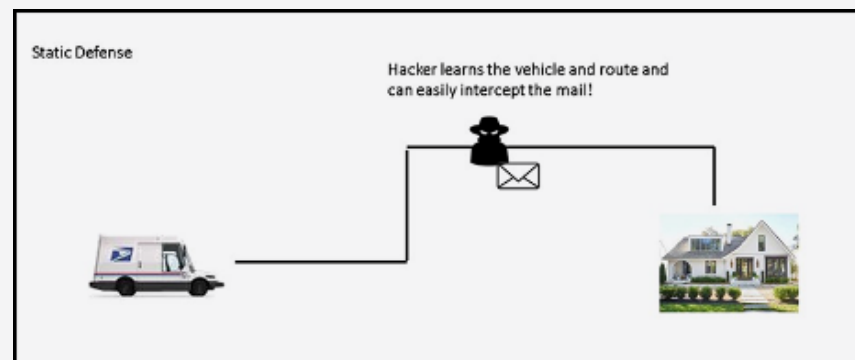 Static Defense
Hacker learns the vehicle and route and
can easily intercept the mail!